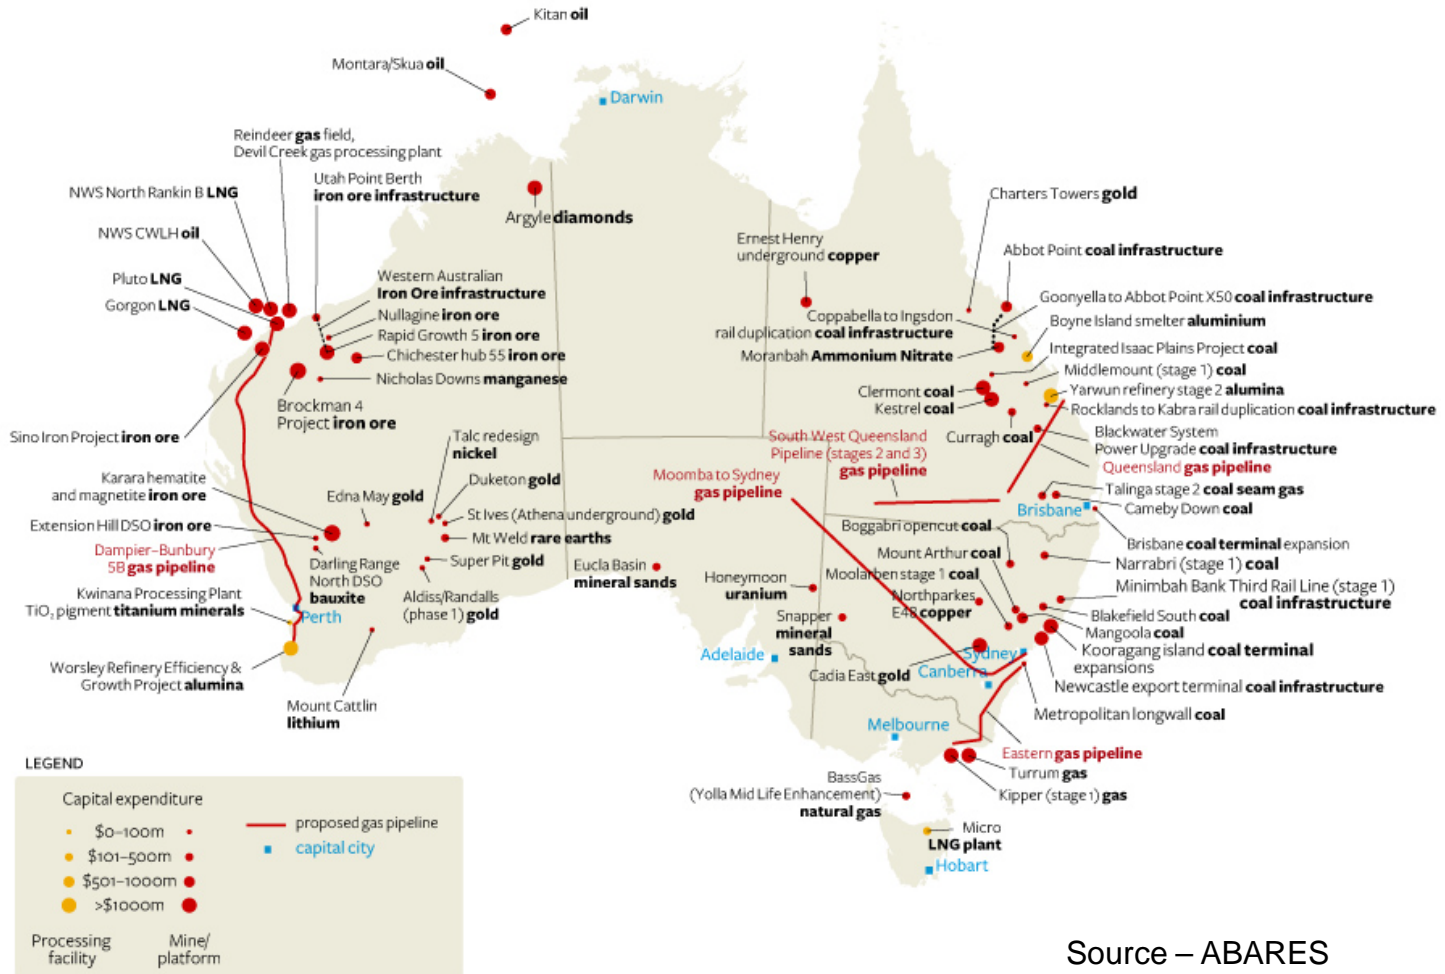 Kitan oil
Montara/Skua oil
Darwin
Reindeer gas field,
Devil Creek gas processing plant
Utah Point Berth
iron ore infrastructure
NWS North Rankin B LNG
NWS CWLH oil
Pluto LNG
Gorgon LNG
Argyle diamonds
Western Australian
Iron Ore infrastructure
Nullagine iron ore
Rapid Growth 5 iron ore
Chichester hub 55 iron ore
Nicholas Downs manganese
Brockman 4
Project iron ore
Sino Iron Project iron ore
Karara hematite
and magnetite iron ore
Extension Hill DSO iron ore
Dampier–Bunbury
5B gas pipeline
Kwinana Processing Plant
TiO₂ pigment titanium minerals
Worsley Refinery Efficiency &
Growth Project alumina
Perth
Edna May gold
Talc redesign
nickel
Duketon gold
St Ives (Athena underground) gold
Mt Weld rare earths
Super Pit gold
Darling Range
North DSO
bauxite
Aldiss/Randalls
(phase 1) gold
Mount Cattlin
lithium
Eucla Basin
mineral sands
Charters Towers gold
Ernest Henry
underground copper
Abbot Point coal infrastructure
Goonyella to Abbot Point X50 coal infrastructure
Coppabella to Ingsdon
rail duplication coal infrastructure
Boyne Island smelter aluminium
Moranbah Ammonium Nitrate
Integrated Isaac Plains Project coal
Middlemount (stage 1) coal
Clermont coal
Kestrel coal
Yarwun refinery stage 2 alumina
Rocklands to Kabra rail duplication coal infrastructure
Curragh coal
Blackwater System
Power Upgrade coal infrastructure
Queensland gas pipeline
South West Queensland
Pipeline (stages 2 and 3)
gas pipeline
Moomba to Sydney
gas pipeline
Talinga stage 2 coal seam gas
Cameby Down coal
Brisbane
Brisbane coal terminal expansion
Boggabri opencut coal
Narrabri (stage 1) coal
Mount Arthur coal
Moolarben stage 1 coal
Minimbah Bank Third Rail Line (stage 1)
coal infrastructure
Honeymoon
uranium
Northparkes
E48 copper
Blakefield South coal
Mangoola coal
Snapper
mineral
sands
Kooragang island coal terminal
expansions
Adelaide
Sydney
Canberra
Cadia East gold
Newcastle export terminal coal infrastructure
Metropolitan longwall coal
Melbourne
Eastern gas pipeline
Turrum gas
Kipper (stage 1) gas
BassGas
(Yolla Mid Life Enhancement)
natural gas
Micro
LNG plant
Hobart
LEGEND
Capital expenditure
$0–100m
$101–500m
$501–1000m
>$1000m
Processing
facility
Mine/
platform
proposed gas pipeline
capital city
Source – ABARES